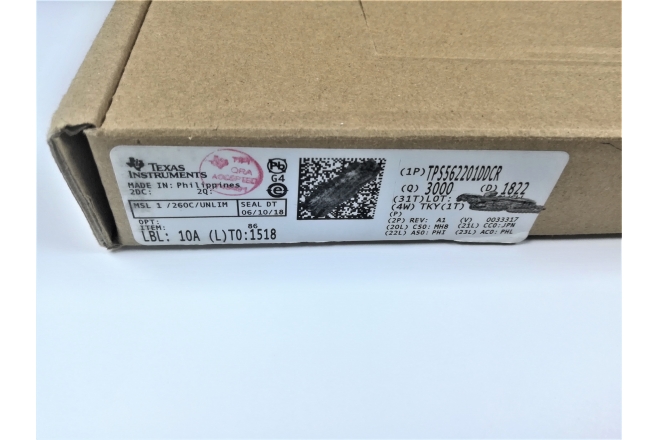 TEXAS
INSTRUMENTS
MADE IN: Philippines
2DC: 2Q:
MSL 1 /260C/UNLIM SEAL DT
06/10/18
OPT:
ITEM: 86
LBL: 10A (L)TO:1518
QRA
ACCEPTED
Pb
G4
e
(1P) TPS562201DDCR
(Q) 3000 (D) 1822
(31T)LOT:
(4W) TKY(1T)
(P)
(2P) REV: A1 (V) 0033317
(20L) CSO: MH8 (21L) CCO:JPN
(22L) ASO: PHI (23L) ACO: PHL